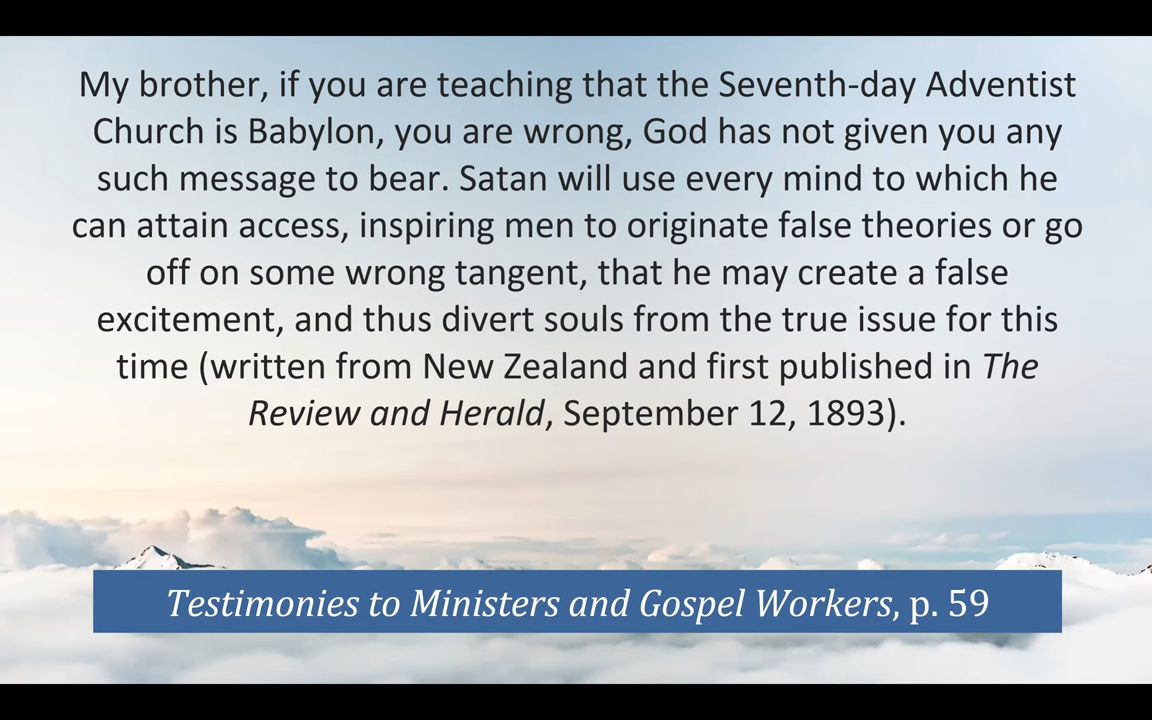 My brother, if you are teaching that the Seventh-day Adventist
Church is Babylon, you are wrong, God has not given you any
such message to bear. Satan will use every mind to which he
can attain access, inspiring men to originate false theories or go
off on some wrong tangent, that he may create a false
excitement, and thus divert souls from the true issue for this
time (written from New Zealand and first published in The
Review and Herald, September 12, 1893).
Testimonies to Ministers and Gospel Workers, p. 59